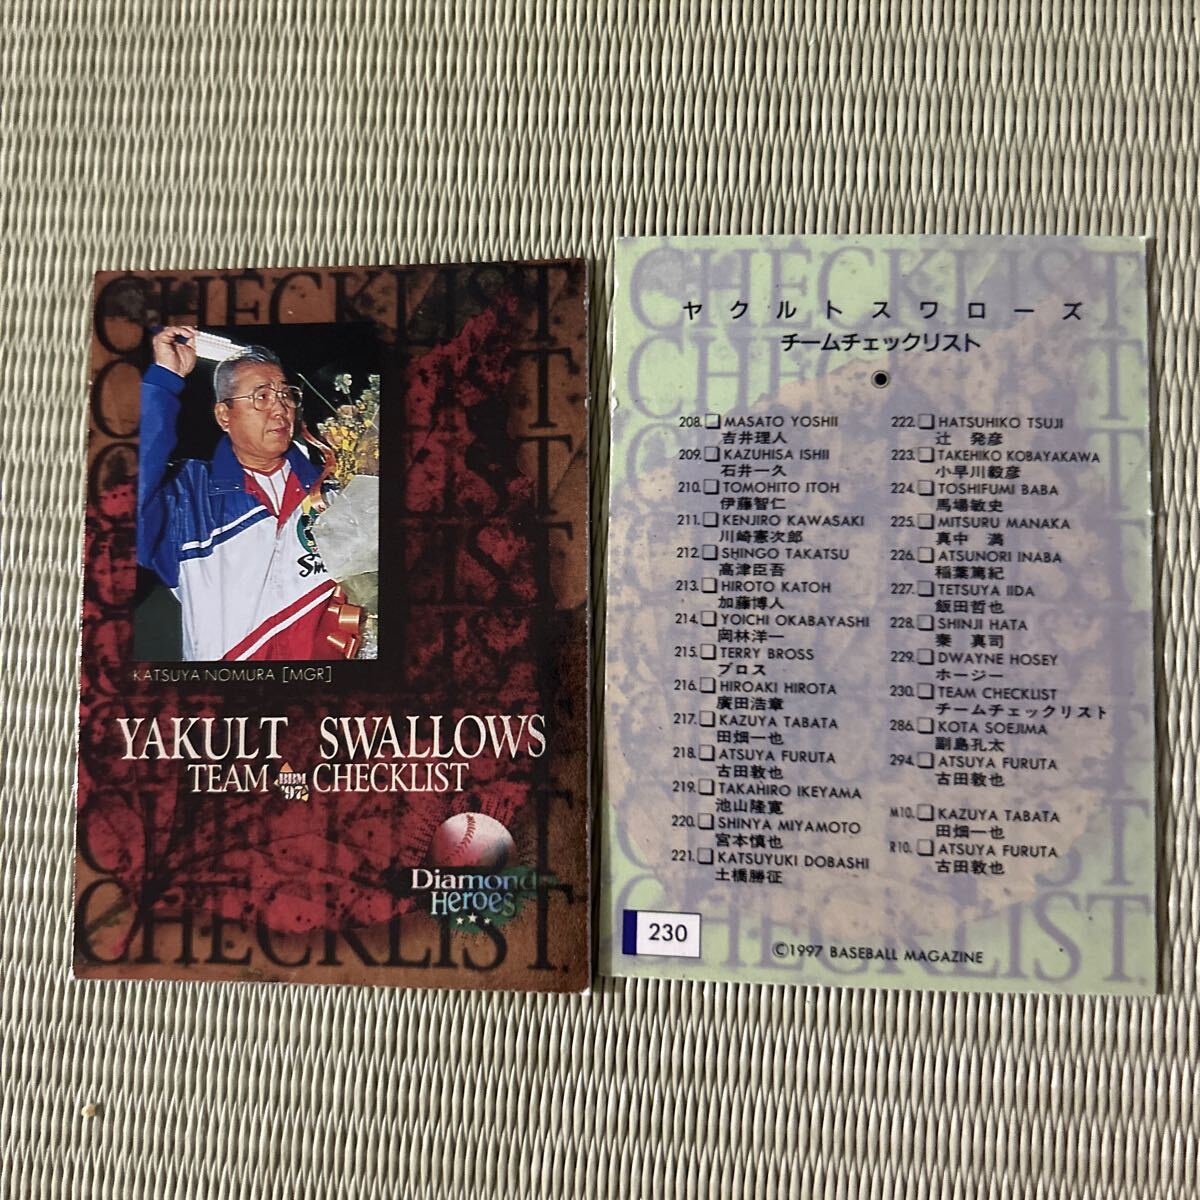 CHECKLIST
KATSUYA NOMURA [MGR]
YAKULT SWALLOWS
TEAM BBM '97 CHECKLIST
Diamond
Heroes
CHECKLIST
ヤクルトスワローズ
チームチェックリスト
208. MASATO YOSHII
吉井理人
209. KAZUHISA ISHII
石井一久
210. TOMOHITO ITOH
伊藤智仁
211. KENJIRO KAWASAKI
川崎憲次郎
212. SHINGO TAKATSU
高津臣吾
213. HIROTO KATOH
加藤博人
214. YOICHI OKABAYASHI
岡林洋一
215. TERRY BROSS
ブロス
216. HIROAKI HIROTA
廣田浩章
217. KAZUYA TABATA
田畑一也
218. ATSUYA FURUTA
古田敦也
219. TAKAHIRO IKEYAMA
池山隆寛
220. SHINYA MIYAMOTO
宮本慎也
221. KATSUYUKI DOBASHI
土橋勝征
222. HATSUHIKO TSUJI
辻 発彦
223. TAKEHIKO KOBAYAKAWA
小早川毅彦
224. TOSHIFUMI BABA
馬場敏史
225. MITSURU MANAKA
真中 満
226. ATSUNORI INABA
稲葉篤紀
227. TETSUYA IIDA
飯田哲也
228. SHINJI HATA
秦 真司
229. DWAYNE HOSEY
ホージー
230. TEAM CHECKLIST
チームチェックリスト
286. KOTA SOEJIMA
副島孔太
294. ATSUYA FURUTA
古田敦也
M10. KAZUYA TABATA
田畑一也
R10. ATSUYA FURUTA
古田敦也
230
©1997 BASEBALL MAGAZINE